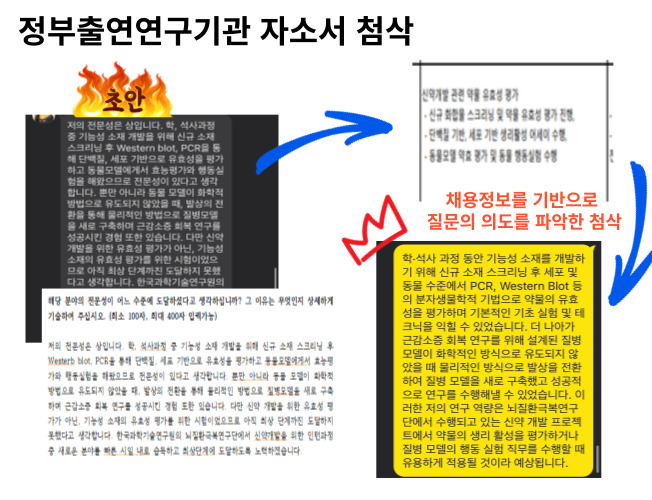 정부출연연구기관 자소서 첨삭
초안
저의 전문성은 상입니다. 학, 석사과정
중 기능성 소재 개발을 위해 신규 소재
스크리닝 후 Western blot, PCR을 통
해 단백질, 세포 기반으로 유효성을 평가
하고 동물모델에게서 효능평가와 행동실
험을 해왔으므로 전문성이 있다고 생각
합니다. 뿐만 아니라 동물 모델이 화학적
방법으로 유도되지 않았을 때, 발상의 전
환을 통해 물리적인 방법으로 질병모델
을 새로 구축하며 근감소증 회복 연구를
성공시킨 경험 또한 있습니다. 다만 신약
개발을 위한 유효성 평가가 아닌, 기능성
소재의 유효성 평가를 위한 시험이었으
므로 아직 최상 단계까진 도달하지 못했
다고 생각합니다. 한국과학기술연구원의
해당 분야의 전문성이 어느 수준에 도달하셨다고 생각하십니까? 그 이유는 무엇인지 상세하게
기술하여 주십시오. (최소 100자, 최대 400자 입력가능)
저의 전문성은 상입니다. 학, 석사과정 중 기능성 소재 개발을 위해 신규 소재 스크리닝 후
Westerb blot, PCR을 통해 단백질, 세포 기반으로 유효성을 평가하고 동물모델에게서 효능평
가와 행동실험을 해왔으므로 전문성이 있다고 생각합니다. 뿐만 아니라 동물 모델이 화학적
방법으로 유도되지 않았을 때, 발상의 전환을 통해 물리적인 방법으로 질병모델을 새로 구축
하며 근감소증 회복 연구를 성공시킨 경험 또한 있습니다. 다만 신약 개발을 위한 유효성 평
가가 아닌, 기능성 소재의 유효성 평가를 위한 시험이었으므로 아직 최상 단계까진 도달하지
못했다고 생각합니다. 한국과학기술연구원의 뇌질환극복연구단에서 신약개발을 위한 인턴과정
중 새로운 분야를 빠른 시일 내로 습득하고 최상단계에 도달하도록 노력하겠습니다.
신약개발 관련 약물 유효성 평가
- 신규 화합물 스크리닝 및 약물 유효성 평가 진행,
- 단백질 기반, 세포 기반 생리활성 어세이 수행,
- 동물모델 약효 평가 및 동물 행동실험 수행
채용정보를 기반으로
질문의 의도를 파악한 첨삭
학·석사 과정 동안 기능성 소재를 개발하
기 위해 신규 소재 스크리닝 후 세포 및
동물 수준에서 PCR, Western Blot 등
의 분자생물학적 기법으로 약물의 유효
성을 평가하며 기본적인 기초 실험 및 테
크닉을 익힐 수 있었습니다. 더 나아가
근감소증 회복 연구를 위해 설계된 질병
모델이 화학적인 방식으로 유도되지 않
았을 때 물리적인 방식으로 발상을 전환
하여 질병 모델을 새로 구축했고 성공적
으로 연구를 수행해낼 수 있었습니다. 이
러한 저의 연구 역량은 뇌질환극복연구
단에서 수행되고 있는 신약 개발 프로젝
트에서 약물의 생리 활성을 평가하거나
질병 모델의 행동 실험 직무를 수행할 때
유용하게 적용될 것이라 예상됩니다.